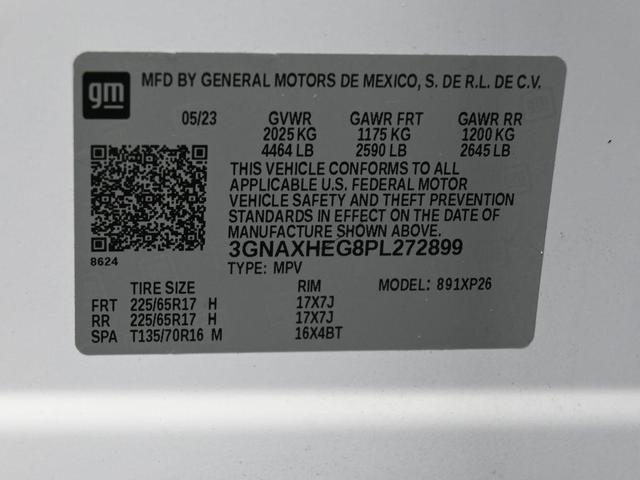 gm
MFD BY GENERAL MOTORS DE MEXICO, S. DE R.L. DE C.V.
05/23 GVWR GAWR FRT GAWR RR
2025 KG 1175 KG 1200 KG
4464 LB 2590 LB 2645 LB
THIS VEHICLE CONFORMS TO ALL
APPLICABLE U.S. FEDERAL MOTOR
VEHICLE SAFETY AND THEFT PREVENTION
STANDARDS IN EFFECT ON THE DATE OF
MANUFACTURE SHOWN ABOVE.
3GNAXHEG8PL272899
8624 TYPE: MPV
TIRE SIZE RIM MODEL: 891XP26
FRT 225/65R17 H 17X7J
RR 225/65R17 H 17X7J
SPA T135/70R16 M 16X4BT